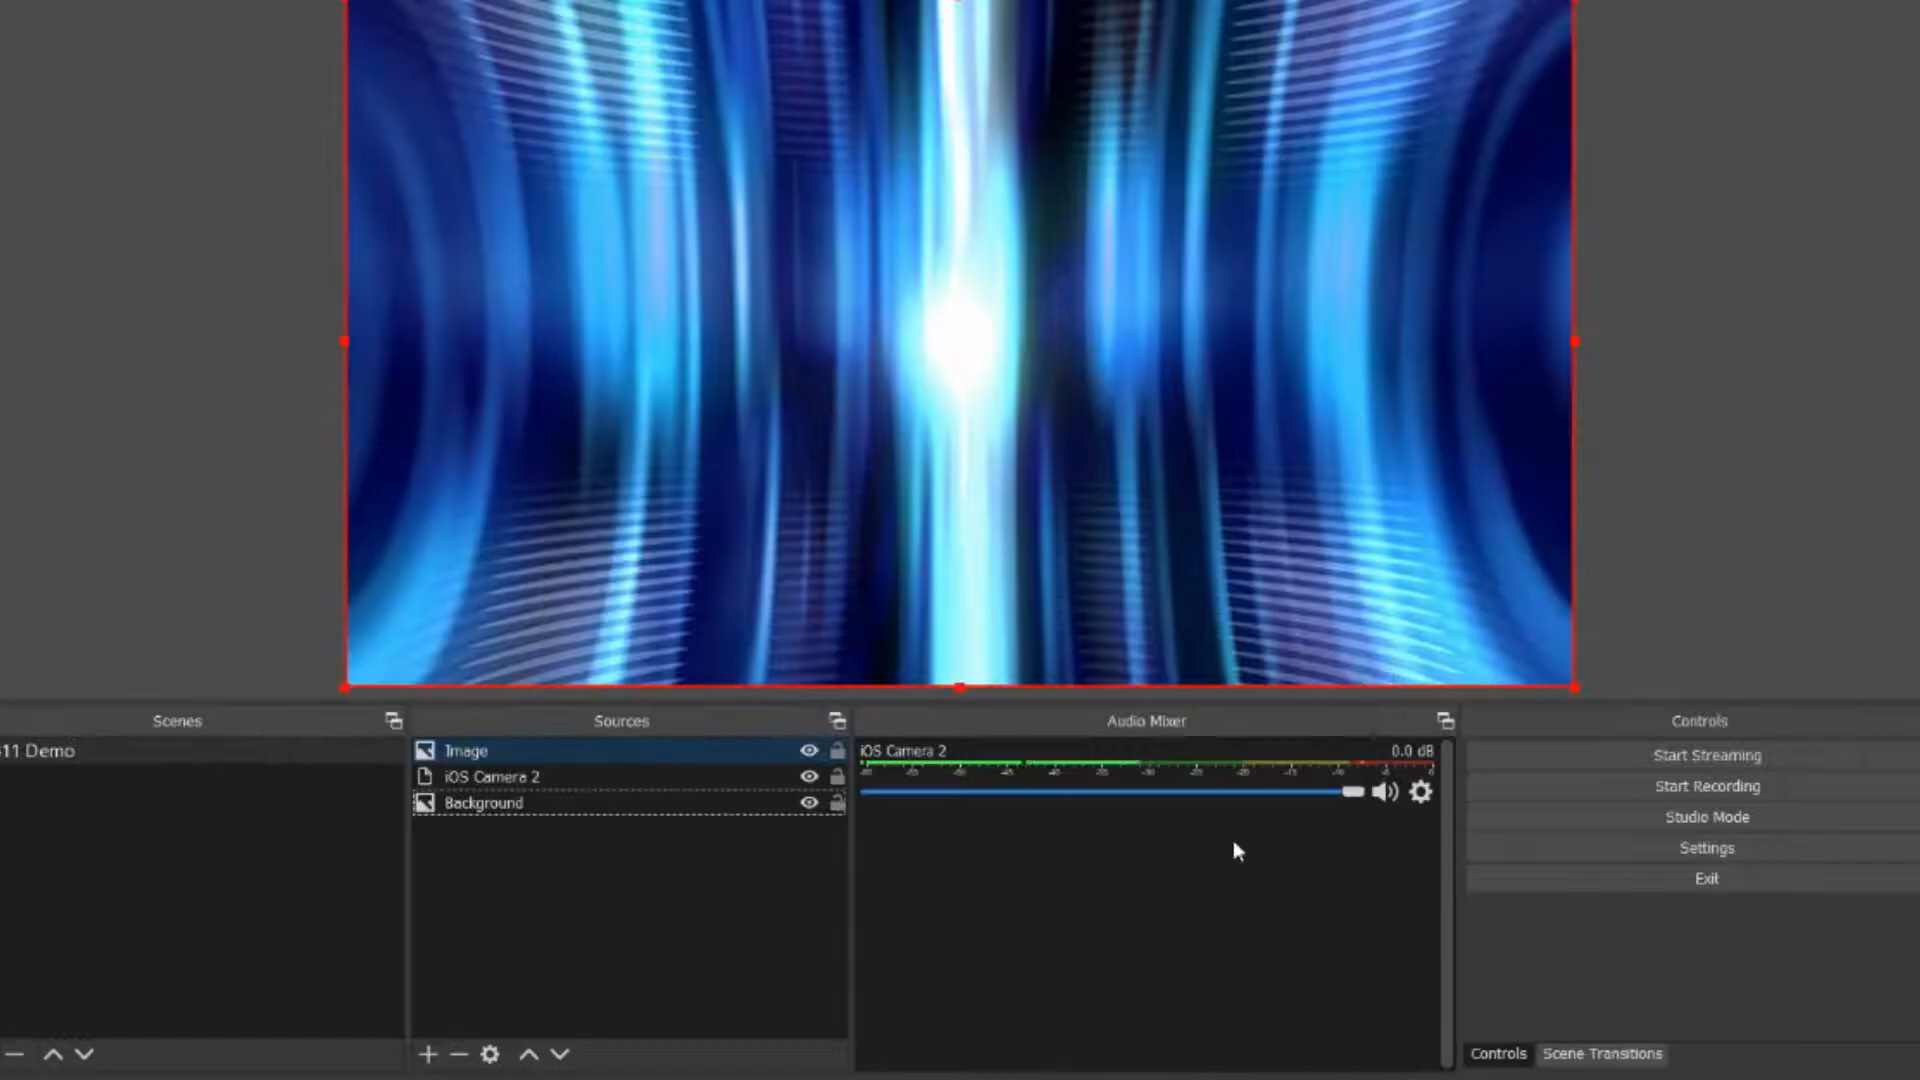 Scenes
11 Demo
Sources
Image
iOS Camera 2
Background
Audio Mixer
iOS Camera 2
0.0 dB
Controls
Start Streaming
Start Recording
Studio Mode
Settings
Exit
Controls
Scene Transitions